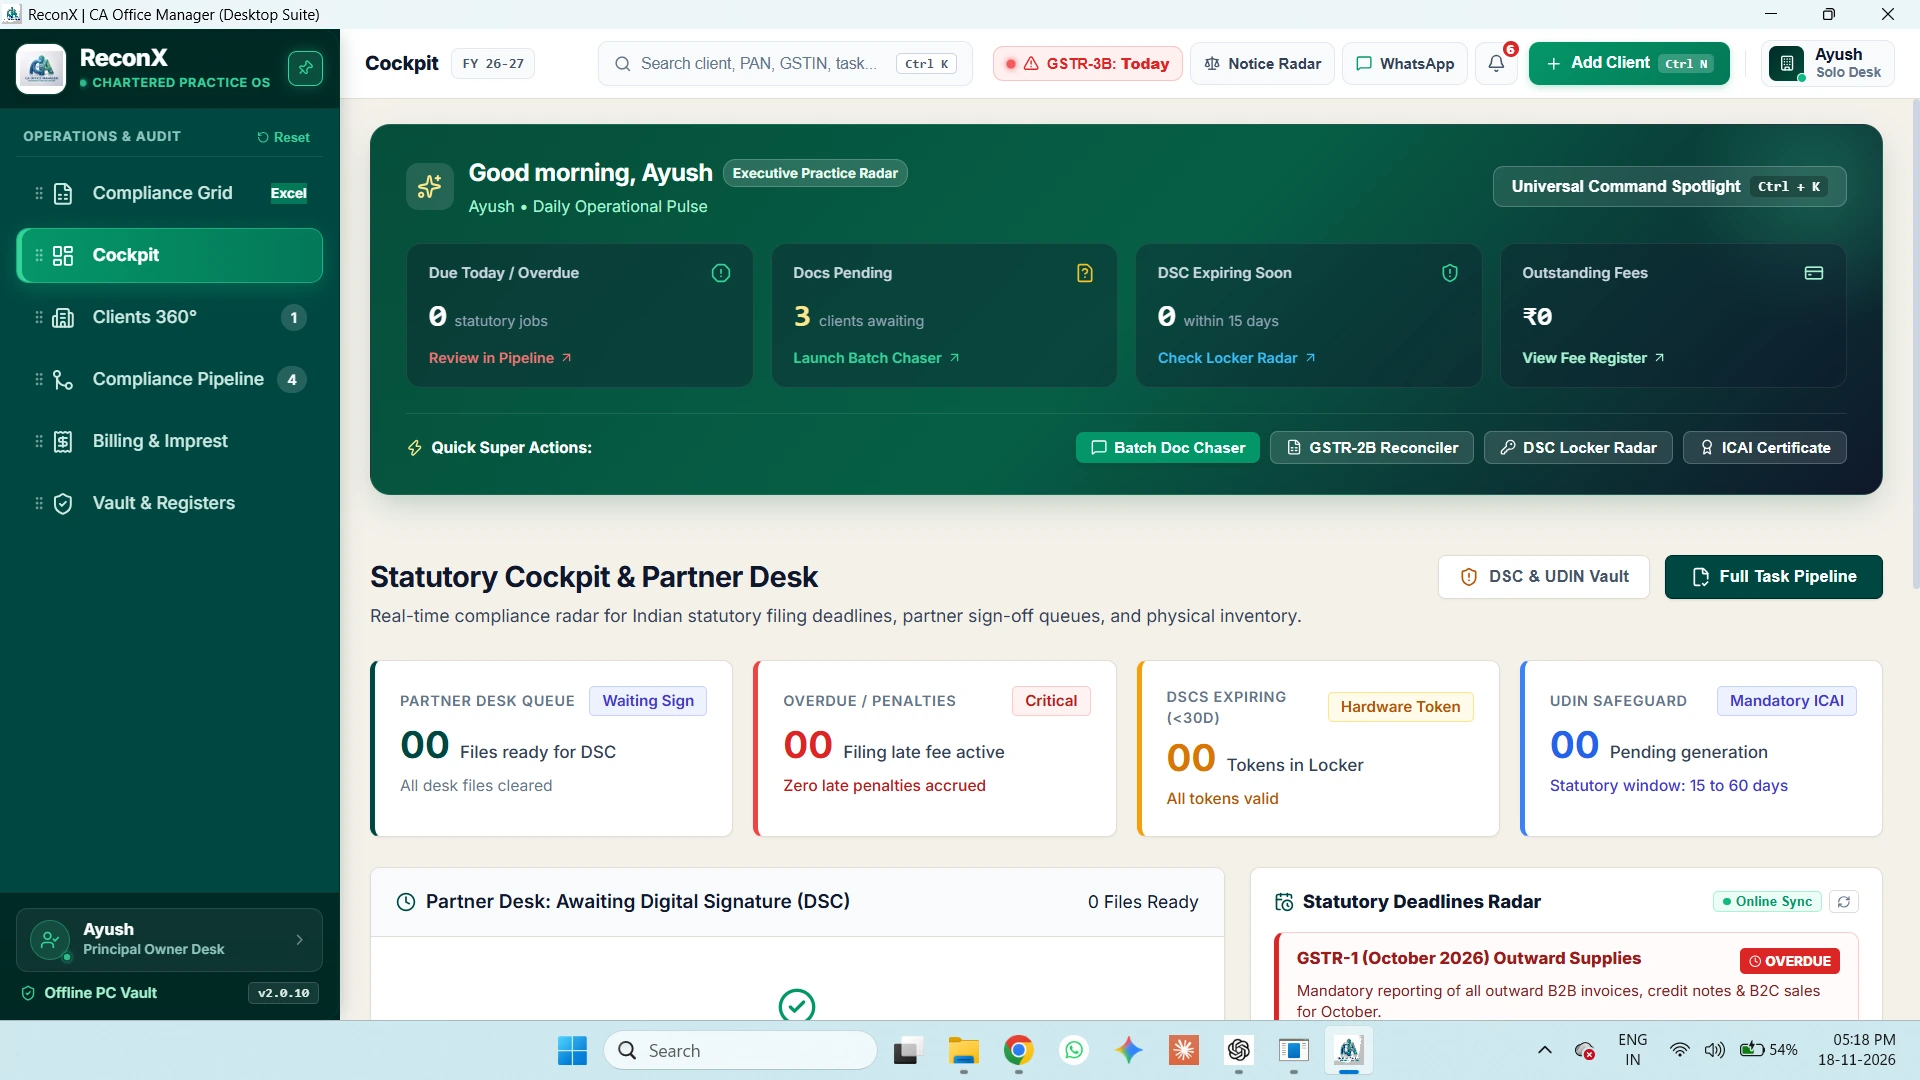 ReconX | CA Office Manager (Desktop Suite)
ReconX
CHARTERED PRACTICE OS
OPERATIONS & AUDIT
Reset
Compliance Grid
Excel
Cockpit
Clients 360°
1
Compliance Pipeline
4
Billing & Imprest
Vault & Registers
Ayush
Principal Owner Desk
Offline PC Vault
v2.0.10
Cockpit
FY 26-27
Search client, PAN, GSTIN, task...
Ctrl K
GSTR-3B: Today
Notice Radar
WhatsApp
6
+ Add Client
Ctrl N
Ayush
Solo Desk
Good morning, Ayush
Executive Practice Radar
Ayush • Daily Operational Pulse
Universal Command Spotlight
Ctrl + K
Due Today / Overdue
0 statutory jobs
Review in Pipeline
Docs Pending
3 clients awaiting
Launch Batch Chaser
DSC Expiring Soon
0 within 15 days
Check Locker Radar
Outstanding Fees
₹0
View Fee Register
Quick Super Actions:
Batch Doc Chaser
GSTR-2B Reconciler
DSC Locker Radar
ICAI Certificate
Statutory Cockpit & Partner Desk
Real-time compliance radar for Indian statutory filing deadlines, partner sign-off queues, and physical inventory.
DSC & UDIN Vault
Full Task Pipeline
PARTNER DESK QUEUE
Waiting Sign
00 Files ready for DSC
All desk files cleared
OVERDUE / PENALTIES
Critical
00 Filing late fee active
Zero late penalties accrued
DSCS EXPIRING
(<30D)
Hardware Token
00 Tokens in Locker
All tokens valid
UDIN SAFEGUARD
Mandatory ICAI
00 Pending generation
Statutory window: 15 to 60 days
Partner Desk: Awaiting Digital Signature (DSC)
0 Files Ready
Statutory Deadlines Radar
Online Sync
GSTR-1 (October 2026) Outward Supplies
OVERDUE
Mandatory reporting of all outward B2B invoices, credit notes & B2C sales
for October.
Search
ENG
IN
54%
05:18 PM
18-11-2026